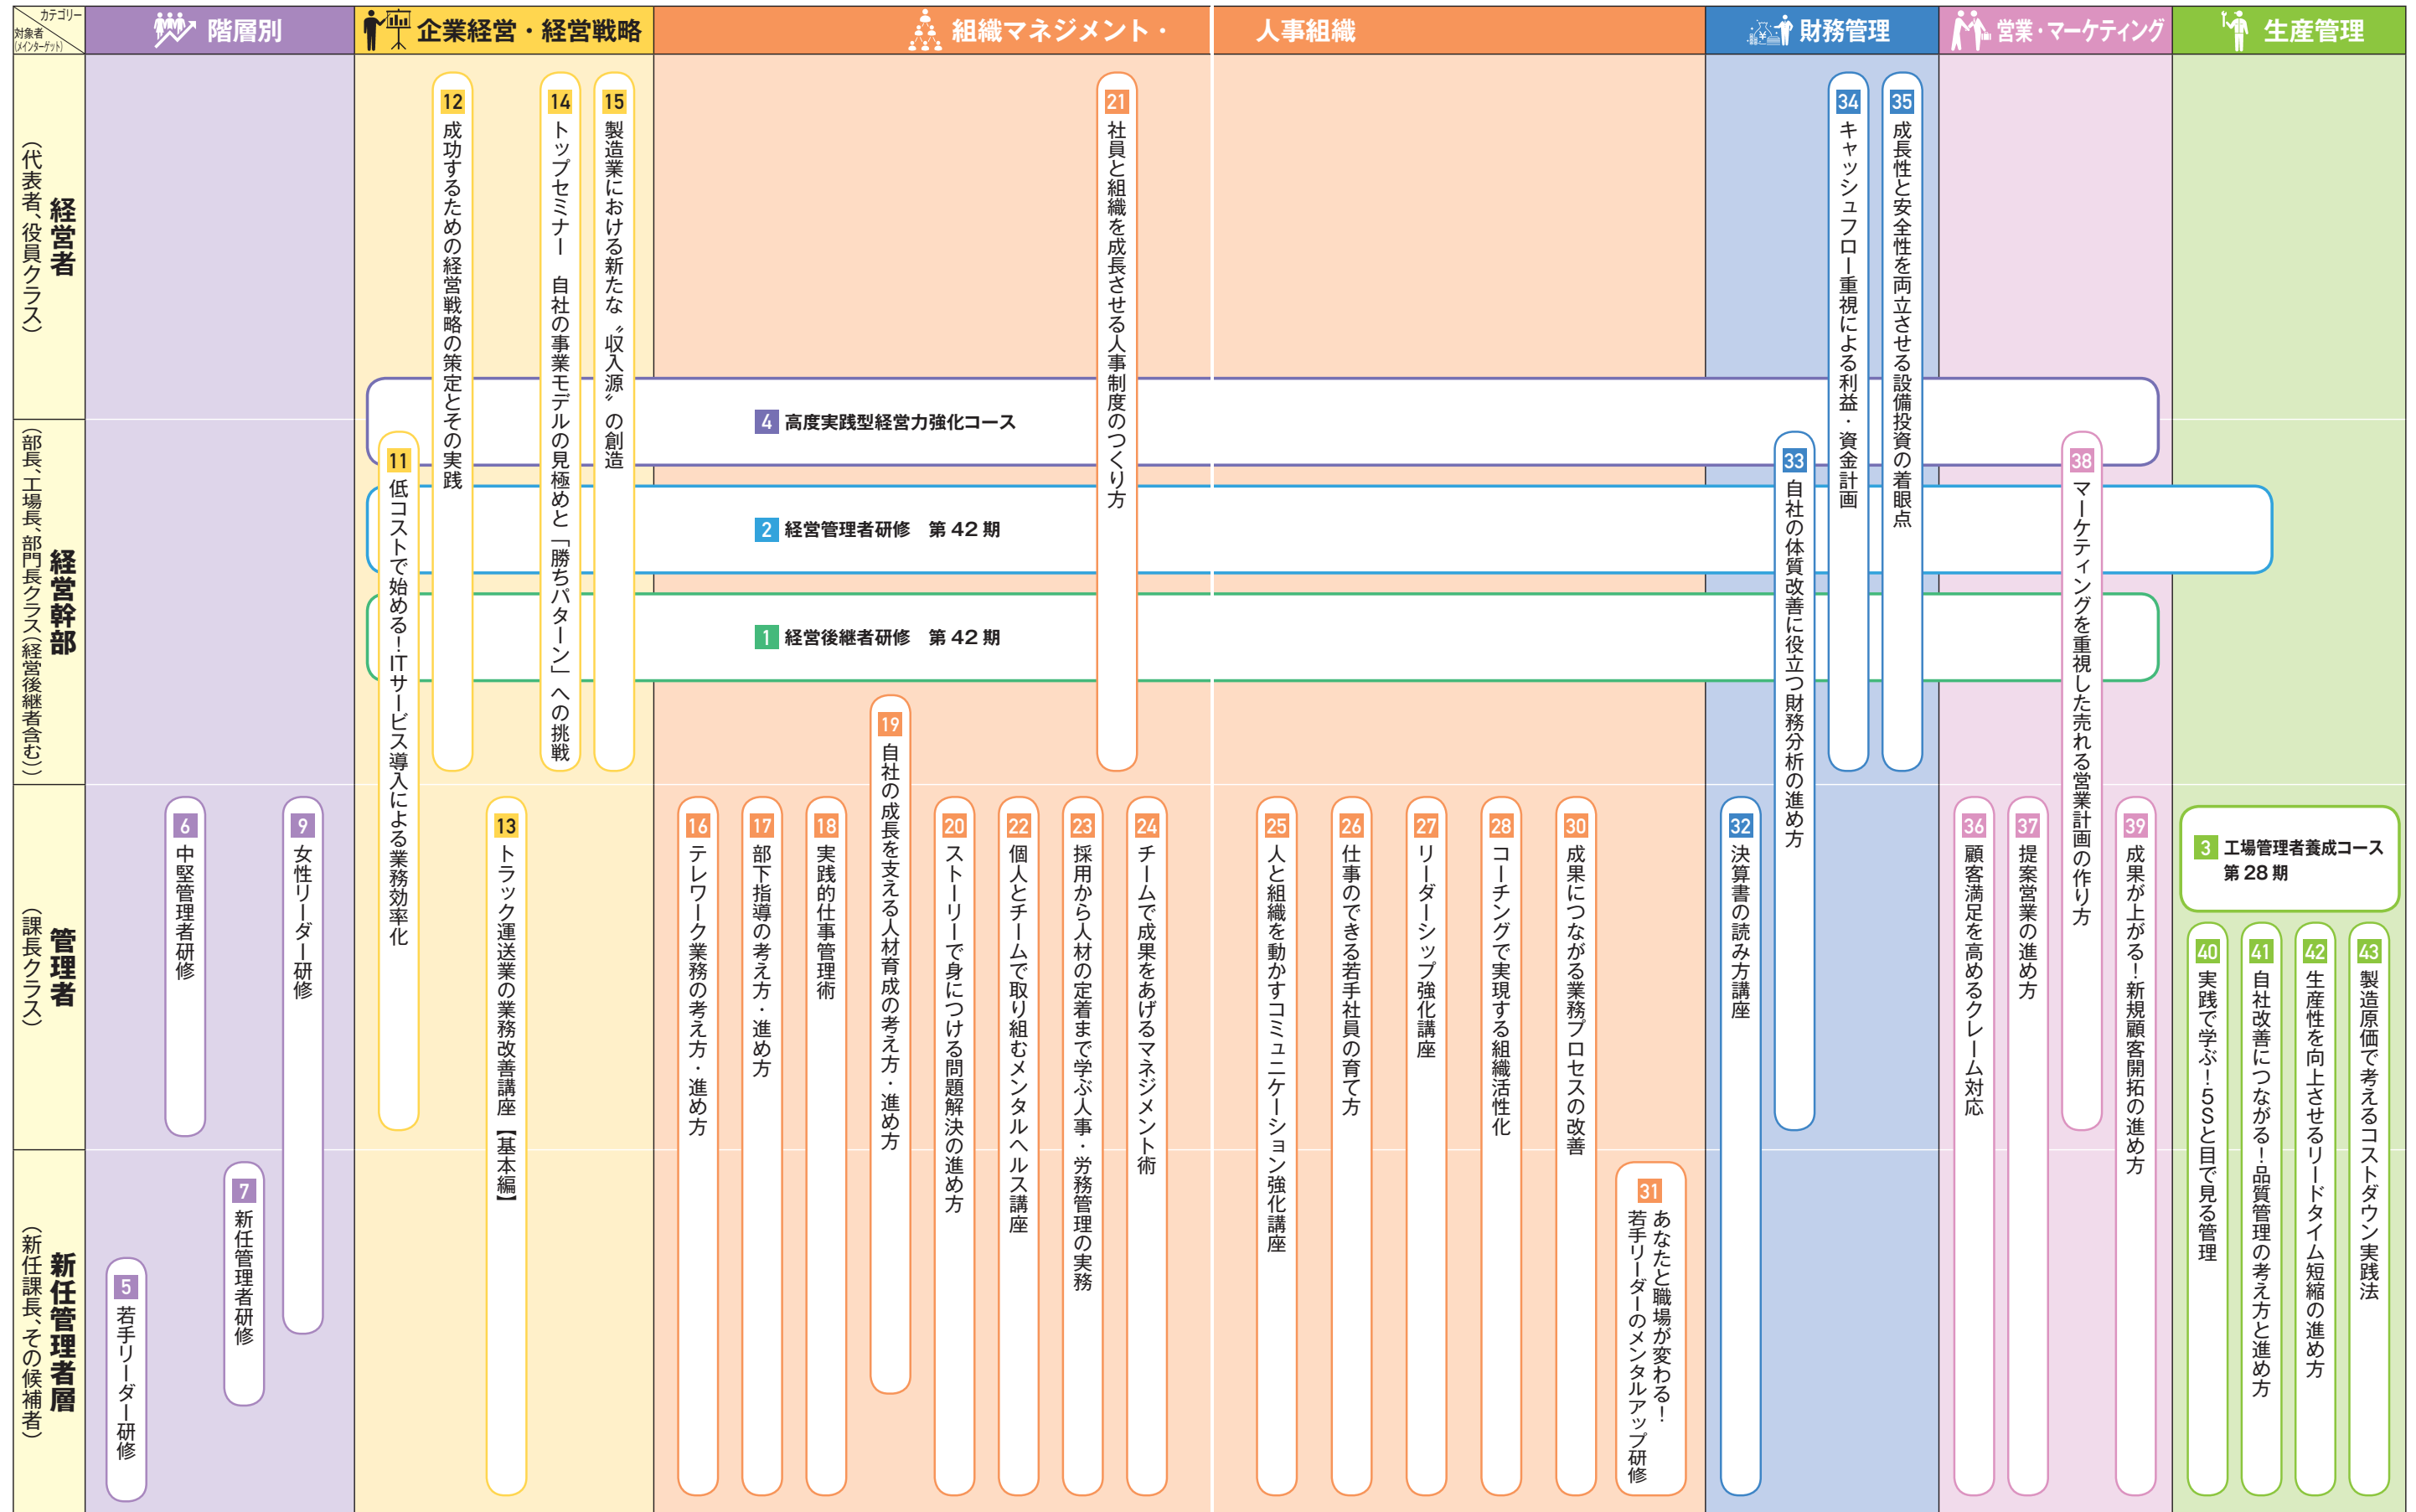 カテゴリー
対象者
(メインターゲット)
階層別
企業経営・経営戦略
組織マネジメント・
人事組織
財務管理
営業・マーケティング
生産管理
経営者
（代表者、役員クラス）
経営幹部
（部長、工場長、部門長クラス（経営後継者含む））
管理者
（課長クラス）
新任管理者層
（新任課長、その候補者）
4 高度実践型経営力強化コース
2 経営管理者研修　第 42 期
1 経営後継者研修　第 42 期
3 工場管理者養成コース
第 28 期
5 若手リーダー研修
6 中堅管理者研修
7 新任管理者研修
9 女性リーダー研修
11 低コストで始める！ITサービス導入による業務効率化
12 成功するための経営戦略の策定とその実践
13 トラック運送業の業務改善講座【基本編】
14 トップセミナー　自社の事業モデルの見極めと「勝ちパターン」への挑戦
15 製造業における新たな〝収入源〟の創造
16 テレワーク業務の考え方・進め方
17 部下指導の考え方・進め方
18 実践的仕事管理術
19 自社の成長を支える人材育成の考え方・進め方
20 ストーリーで身につける問題解決の進め方
21 社員と組織を成長させる人事制度のつくり方
22 個人とチームで取り組むメンタルヘルス講座
23 採用から人材の定着まで学ぶ人事・労務管理の実務
24 チームで成果をあげるマネジメント術
25 人と組織を動かすコミュニケーション強化講座
26 仕事のできる若手社員の育て方
27 リーダーシップ強化講座
28 コーチングで実現する組織活性化
30 成果につながる業務プロセスの改善
31 あなたと職場が変わる！
若手リーダーのメンタルアップ研修
32 決算書の読み方講座
33 自社の体質改善に役立つ財務分析の進め方
34 キャッシュフロー重視による利益・資金計画
35 成長性と安全性を両立させる設備投資の着眼点
36 顧客満足を高めるクレーム対応
37 提案営業の進め方
38 マーケティングを重視した売れる営業計画の作り方
39 成果が上がる！新規顧客開拓の進め方
40 実践で学ぶ！５Ｓと目で見る管理
41 自社改善につながる！品質管理の考え方と進め方
42 生産性を向上させるリードタイム短縮の進め方
43 製造原価で考えるコストダウン実践法